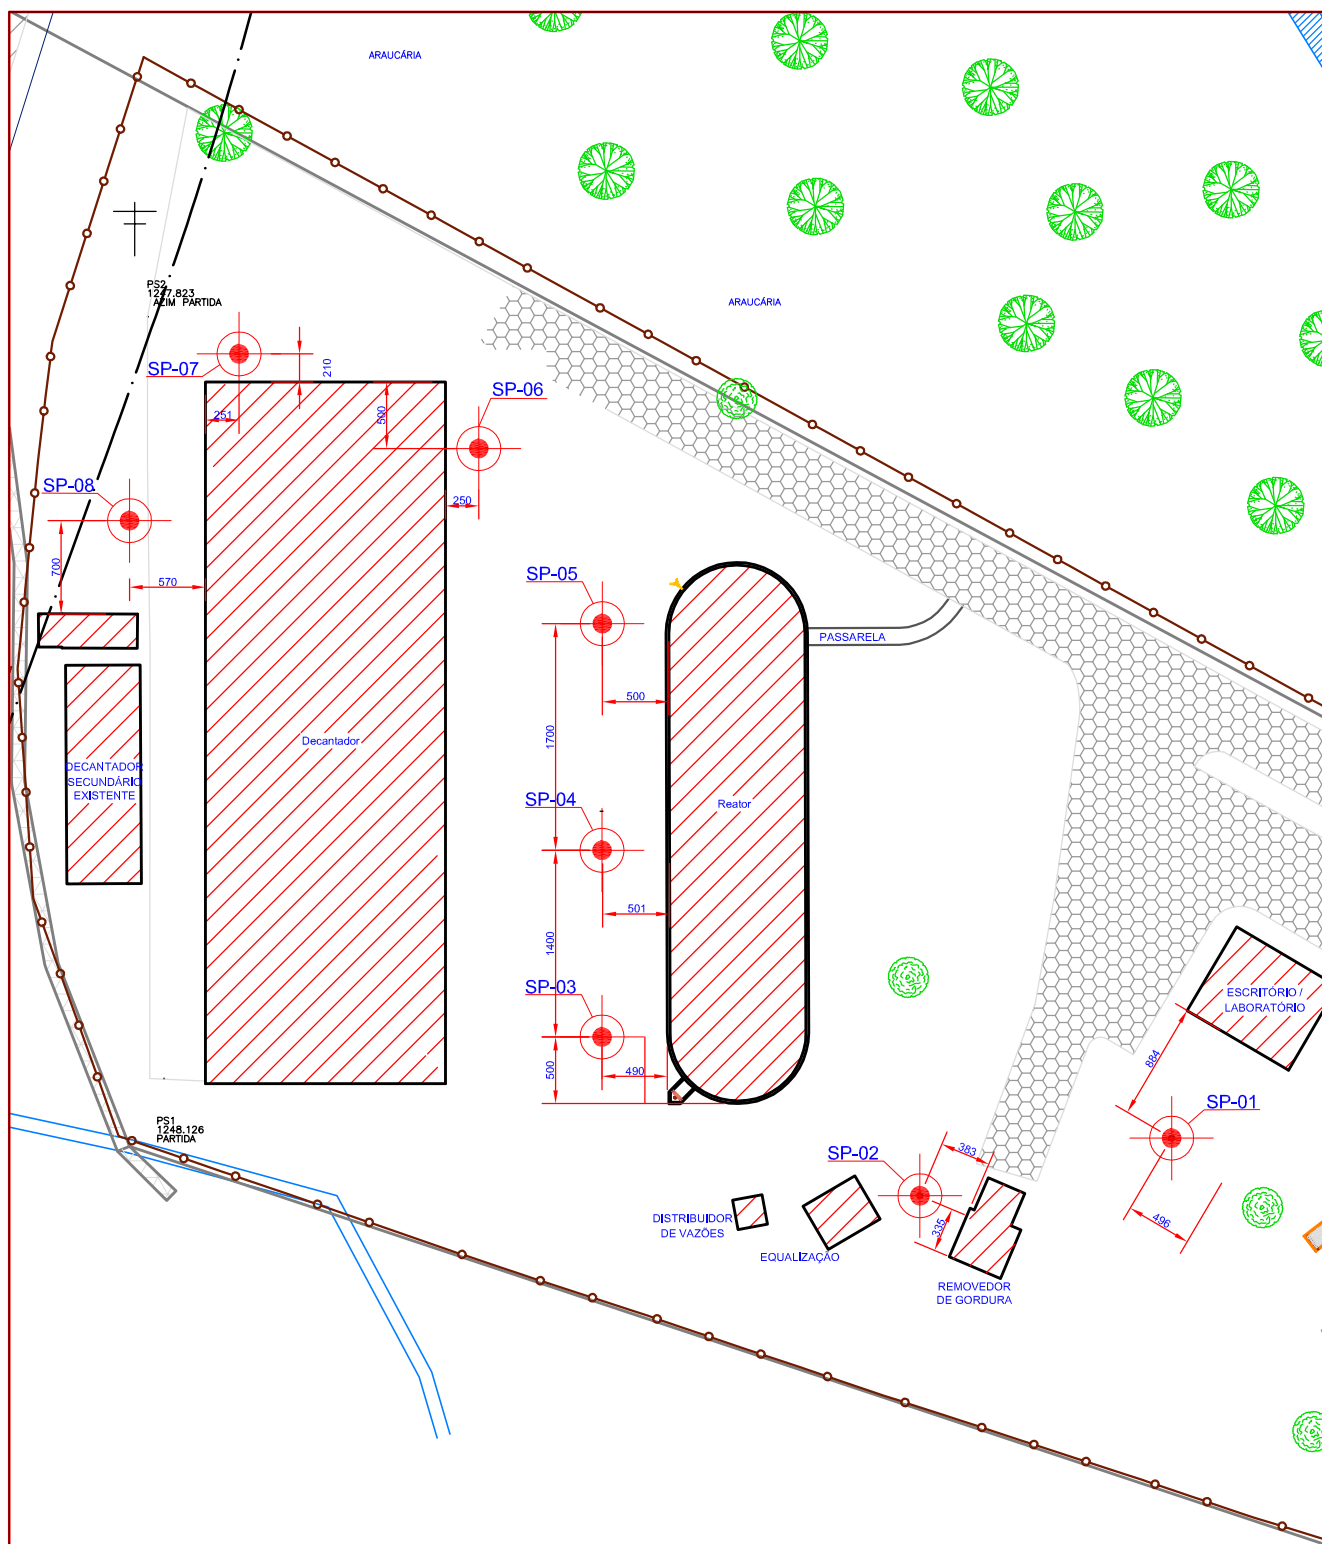 ARAUCÁRIA
PS2
1247.823
AZIM PARTIDA
ARAUCÁRIA
SP-07
210
SP-06
251
500
SP-08
250
700
570
SP-05
PASSARELA
500
1700
Decantador
DECANTADOR
SECUNDÁRIO
EXISTENTE
SP-04
Reator
501
1400
SP-03
ESCRITÓRIO /
LABORATÓRIO
500
490
884
SP-01
PS1
1248.126
PARTIDA
SP-02
383
335
496
DISTRIBUIDOR
DE VAZÕES
EQUALIZAÇÃO
REMOVEDOR
DE GORDURA